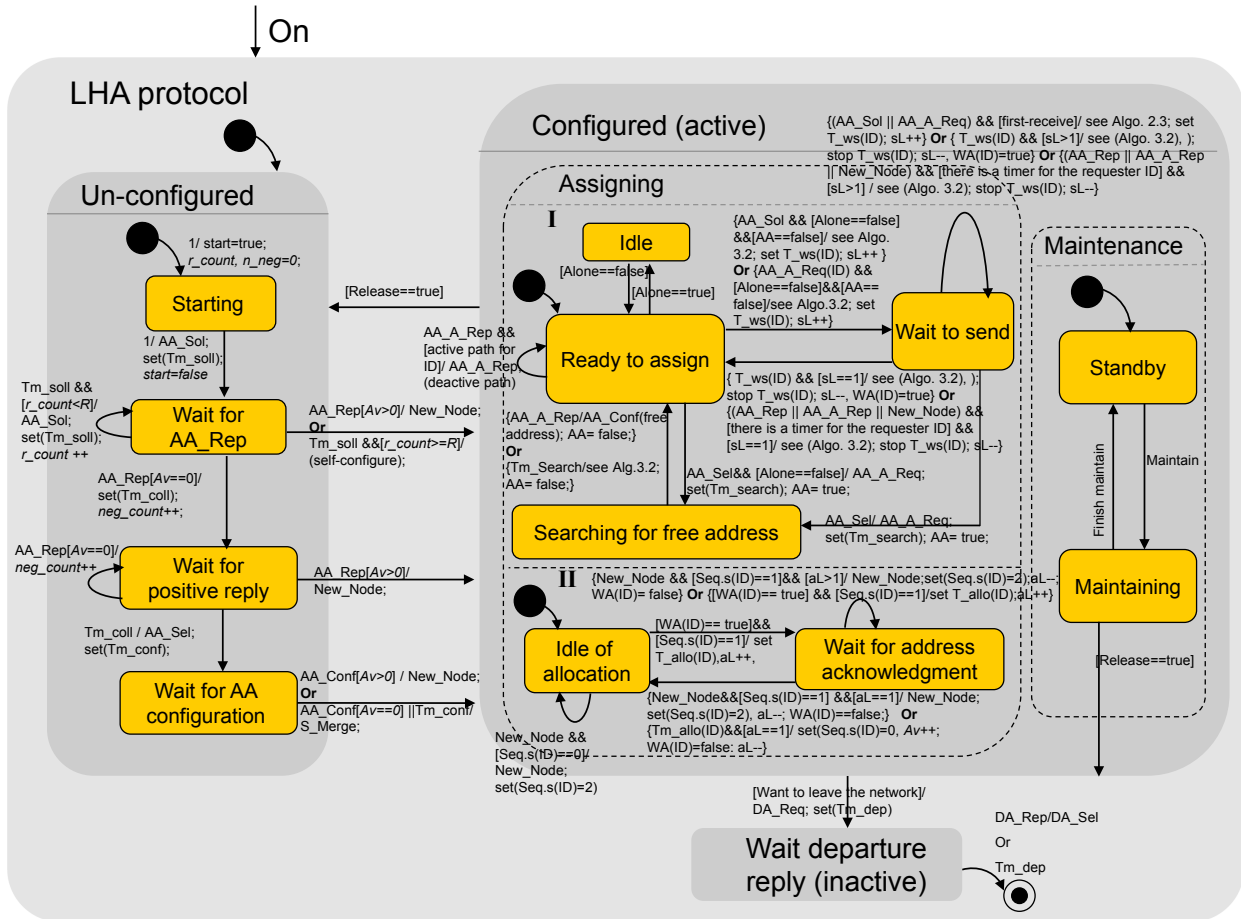 On
LHA protocol
Un-configured
1/ start=true;
r_count, n_neg=0;
Starting
1/ AA_Sol;
set(Tm_soll);
start=false
Tm_soll &&
[r_count<R]/
AA_Sol;
set(Tm_soll);
r_count ++
Wait for
AA_Rep
AA_Rep[Av>0]/ New_Node;
Or
Tm_soll &&[r_count>=R]/
(self-configure);
AA_Rep[Av==0]/
set(Tm_coll);
neg_count++;
AA_Rep[Av==0]/
neg_count++
Wait for
positive reply
AA_Rep[Av>0]/
New_Node;
Tm_coll / AA_Sel;
set(Tm_conf);
Wait for AA
configuration
AA_Conf[Av>0] / New_Node;
Or
AA_Conf[Av==0] ||Tm_conf/
S_Merge;
[Release==true]
Configured (active)
{(AA_Sol || AA_A_Req) && [first-receive]/ see Algo. 2.3; set
T_ws(ID); sL++} Or { T_ws(ID) && [sL>1]/ see (Algo. 3.2), );
stop T_ws(ID); sL--, WA(ID)=true} Or {(AA_Rep || AA_A_Rep
|| New_Node) && [there is a timer for the requester ID] &&
[sL>1] / see (Algo. 3.2); stop T_ws(ID); sL--}
Assigning
I
Idle
[Alone==false]
[Alone==true]
{AA_Sol && [Alone==false]
&&[AA==false]/ see Algo.
3.2; set T_ws(ID); sL++ }
Or {AA_A_Req(ID) &&
[Alone==false]&&[AA==
false]/see Algo.3.2; set
T_ws(ID); sL++}
AA_A_Rep &&
[active path for
ID]/ AA_A_Rep,
(deactive path)
Ready to assign
Wait to send
{ T_ws(ID) && [sL==1]/ see (Algo. 3.2), );
stop T_ws(ID); sL--, WA(ID)=true} Or
{(AA_Rep || AA_A_Rep || New_Node) &&
[there is a timer for the requester ID] &&
[sL==1]/ see (Algo. 3.2); stop T_ws(ID); sL--}
{AA_A_Rep/AA_Conf(free
address); AA= false;}
Or
{Tm_Search/see Alg.3.2;
AA= false;}
AA_Sel&& [Alone==false]/ AA_A_Req;
set(Tm_search); AA= true;
Searching for free address
AA_Sel/ AA_A_Req;
set(Tm_search); AA= true;
II
{New_Node && [Seq.s(ID)==1]&& [aL>1]/ New_Node;set(Seq.s(ID)=2);aL--;
WA(ID)= false} Or {[WA(ID)== true] && [Seq.s(ID)==1]/set T_allo(ID);aL++}
Idle of
allocation
[WA(ID)== true]&&
[Seq.s(ID)==1]/ set
T_allo(ID),aL++,
Wait for address
acknowledgment
{New_Node&&[Seq.s(ID)==1] &&[aL==1]/ New_Node;
set(Seq.s(ID)=2), aL--; WA(ID)==false;} Or
{Tm_allo(ID)&&[aL==1]/ set(Seq.s(ID)=0, Av++;
WA(ID)=false: aL--}
New_Node &&
[Seq.s(ID)==0]/
New_Node;
set(Seq.s(ID)=2)
Maintenance
Standby
Finish maintain
Maintain
Maintaining
[Release==true]
[Want to leave the network]/
DA_Req; set(Tm_dep)
Wait departure
reply (inactive)
DA_Rep/DA_Sel
Or
Tm_dep